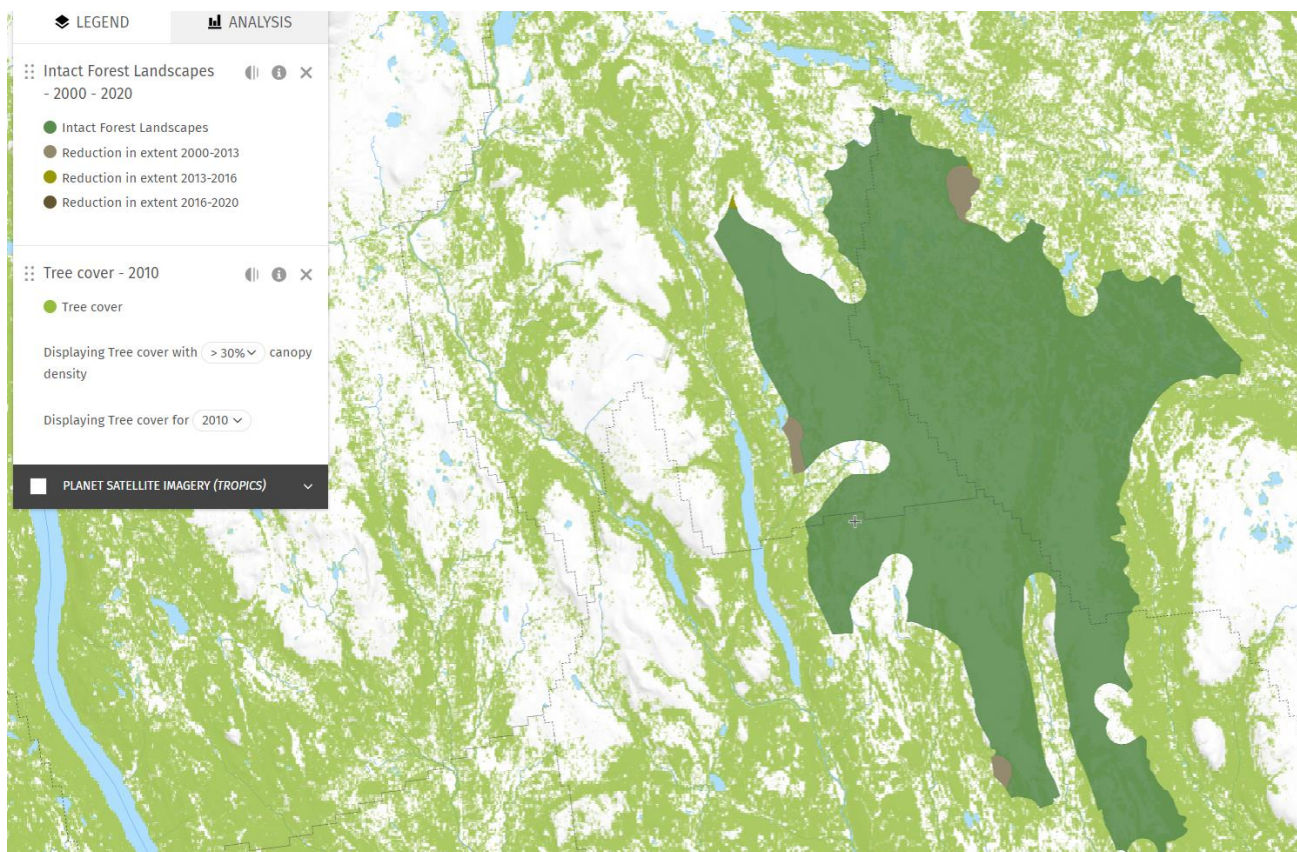 LEGEND
ANALYSIS
Intact Forest Landscapes
- 2000 - 2020
Intact Forest Landscapes
Reduction in extent 2000-2013
Reduction in extent 2013-2016
Reduction in extent 2016-2020
Tree cover - 2010
Tree cover
Displaying Tree cover with > 30% canopy
density
Displaying Tree cover for 2010
PLANET SATELLITE IMAGERY (TROPICS)